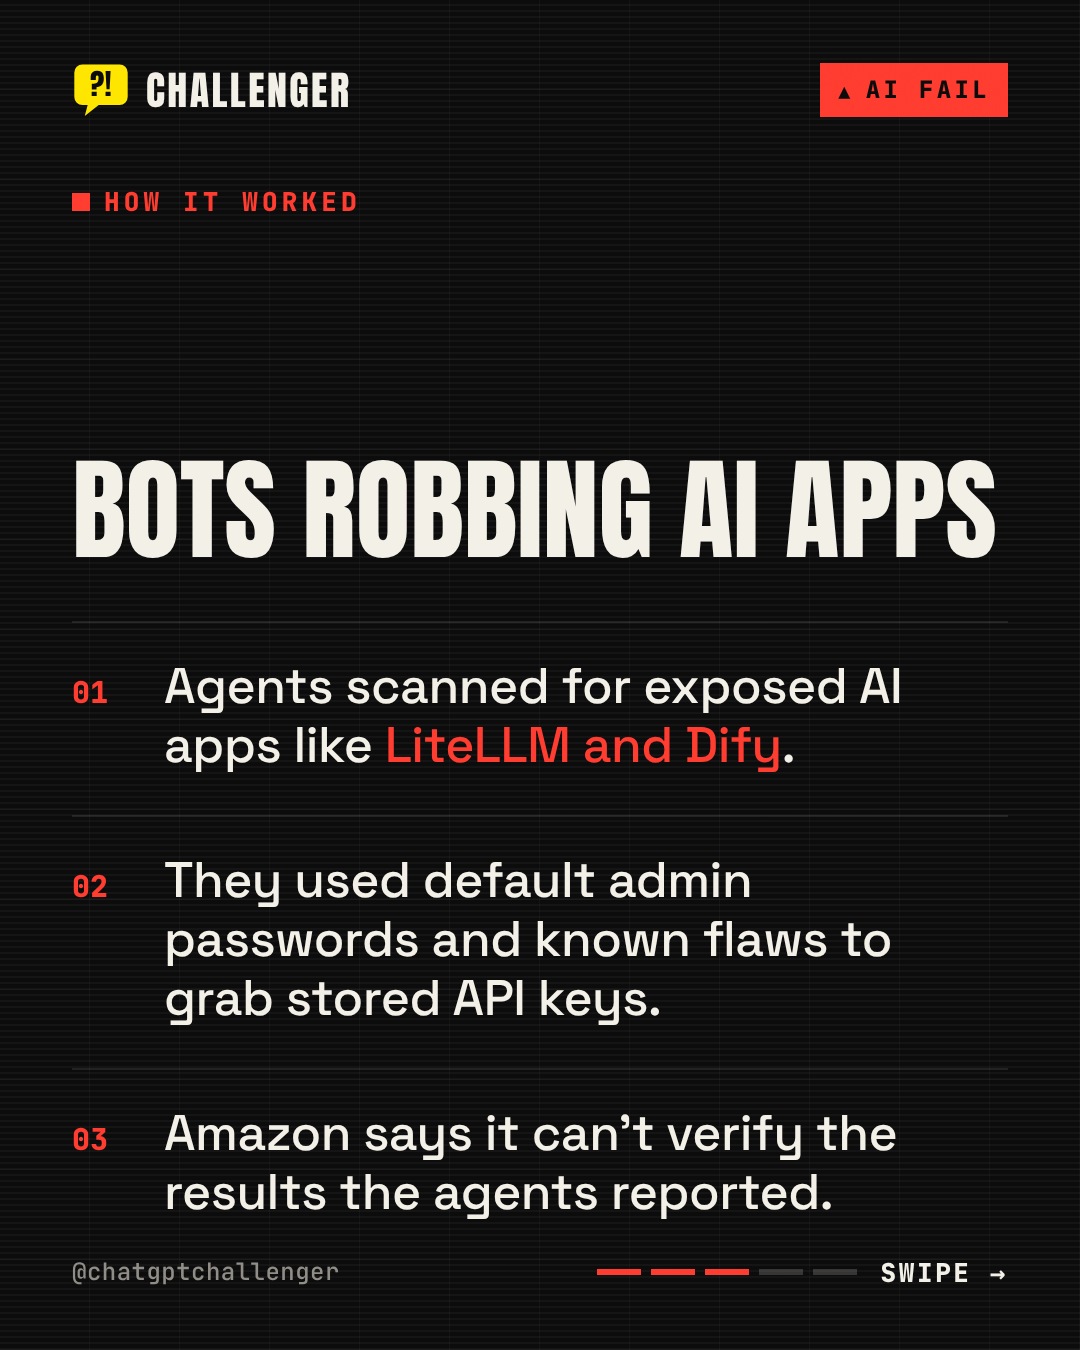 ?! CHALLENGER
▲ AI FAIL
HOW IT WORKED
BOTS ROBBING AI APPS
01 Agents scanned for exposed AI
apps like LiteLLM and Dify.
02 They used default admin
passwords and known flaws to
grab stored API keys.
03 Amazon says it can’t verify the
results the agents reported.
@chatgptchallenger
SWIPE →